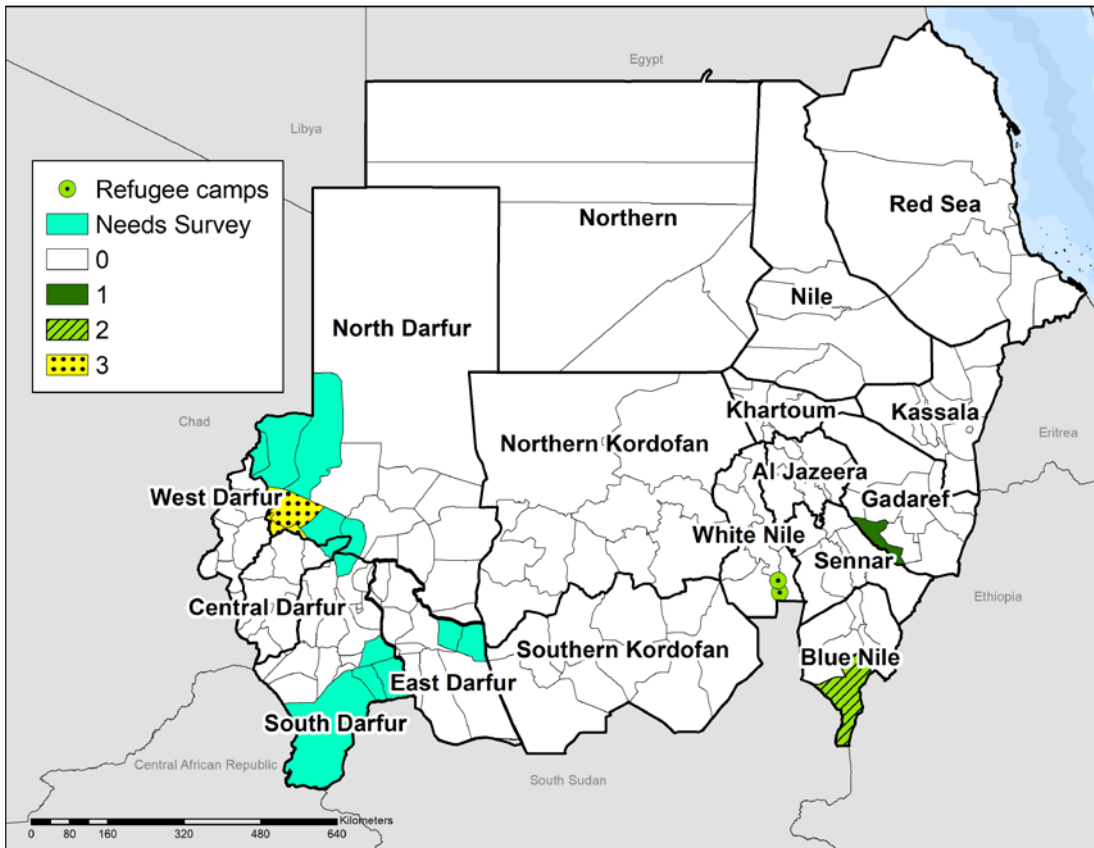 Egypt
Libya
Refugee camps
Needs Survey
0
1
2
3
Red Sea
Northern
Nile
North Darfur
Chad
Khartoum
Kassala
Northern Kordofan
Eritrea
Al Jazeera
West Darfur
Gadaref
White Nile
Sennar
Central Darfur
Ethiopia
Southern Kordofan
Blue Nile
East Darfur
South Darfur
Central African Republic
South Sudan
Kilometers
0 40 80 160 320 480 640